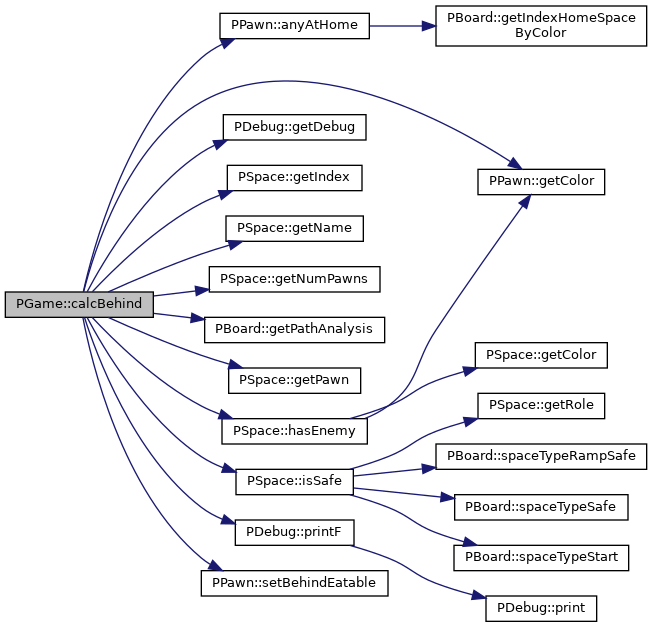 PPawn::anyAtHome
PBoard::getIndexHomeSpace
ByColor
PDebug::getDebug
PSpace::getIndex
PPawn::getColor
PSpace::getName
PSpace::getNumPawns
PGame::calcBehind
PBoard::getPathAnalysis
PSpace::getColor
PSpace::getPawn
PSpace::getRole
PSpace::hasEnemy
PBoard::spaceTypeRampSafe
PSpace::isSafe
PBoard::spaceTypeSafe
PDebug::printF
PBoard::spaceTypeStart
PPawn::setBehindEatable
PDebug::print